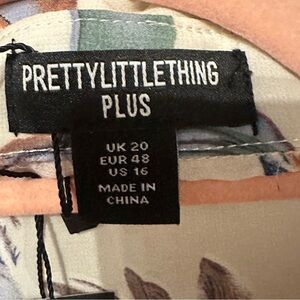 PRETTYLITTLETHING
PLUS
UK 20
EUR 48
US 16
MADE IN
CHINA